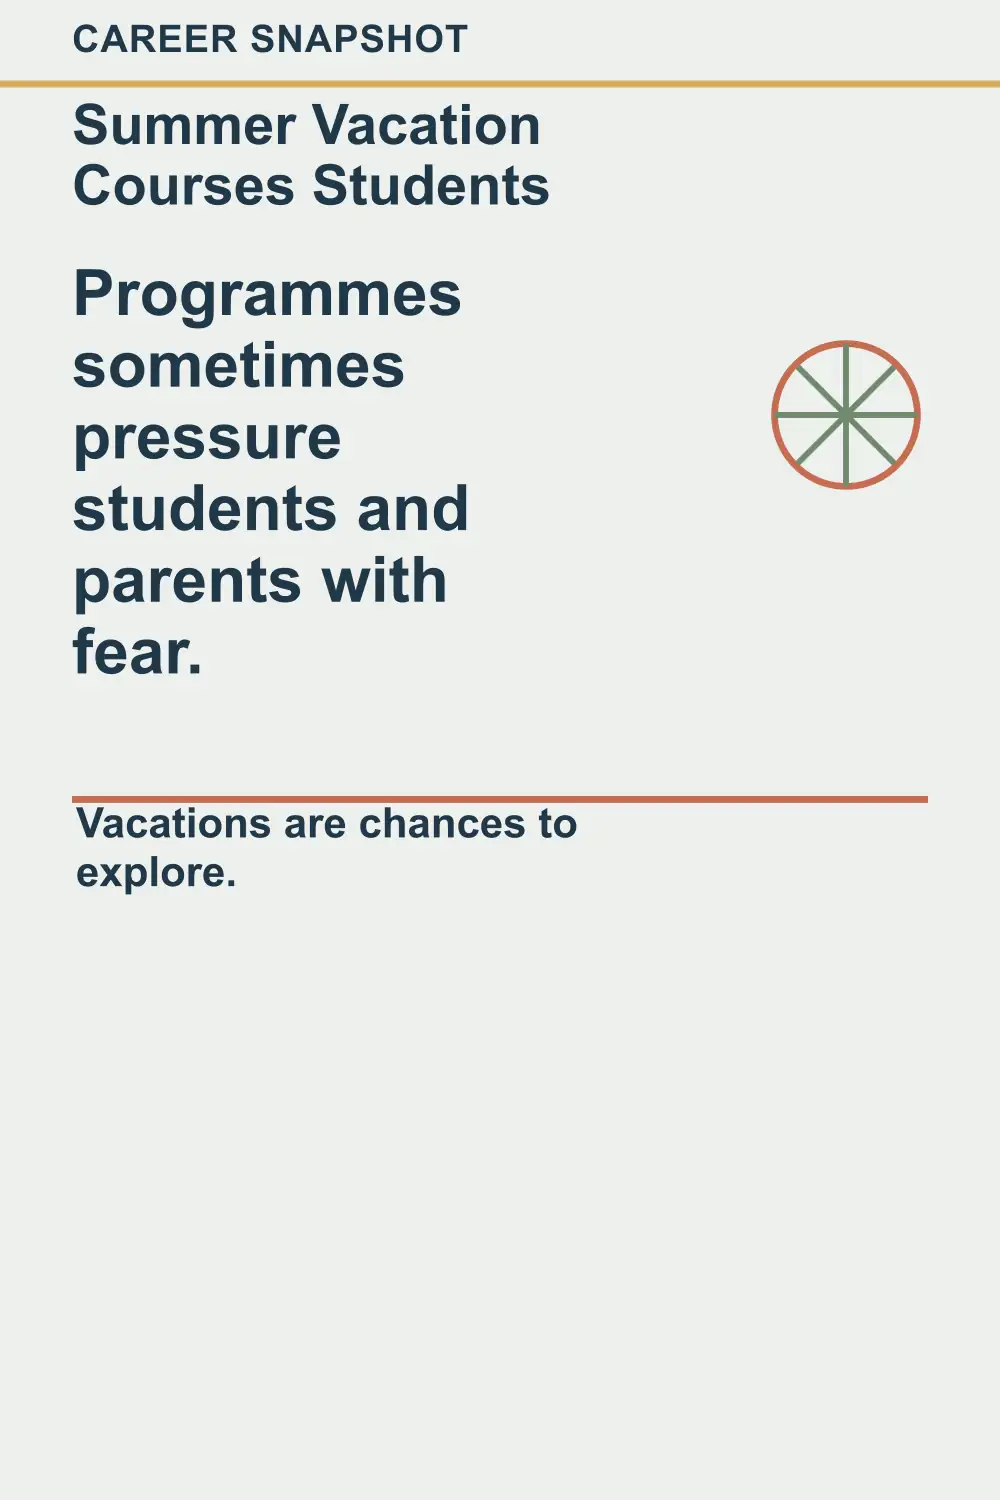 CAREER SNAPSHOT
Summer Vacation
Courses Students
Programmes
sometimes
pressure
students and
parents with
fear.
Vacations are chances to
explore.